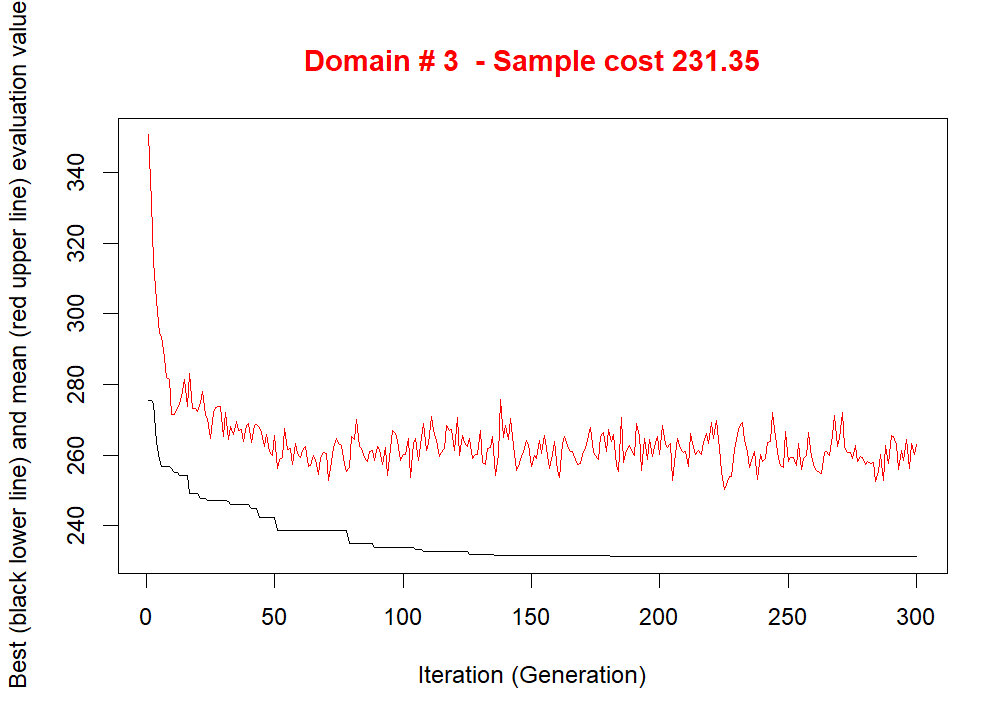 Domain # 3  - Sample cost 231.35
Best (black lower line) and mean (red upper line) evaluation value
340
320
300
280
260
240
0 50 100 150 200 250 300
Iteration (Generation)